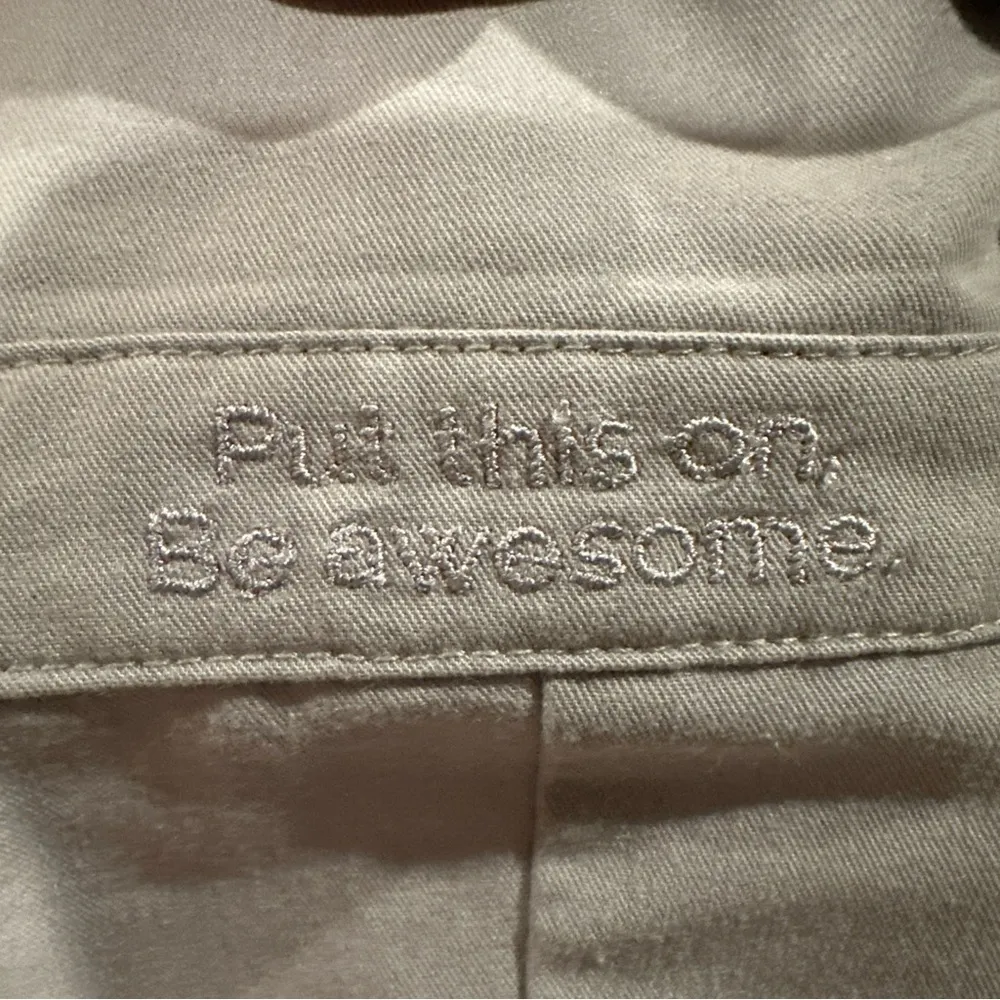 Put this on,
Be awesome.